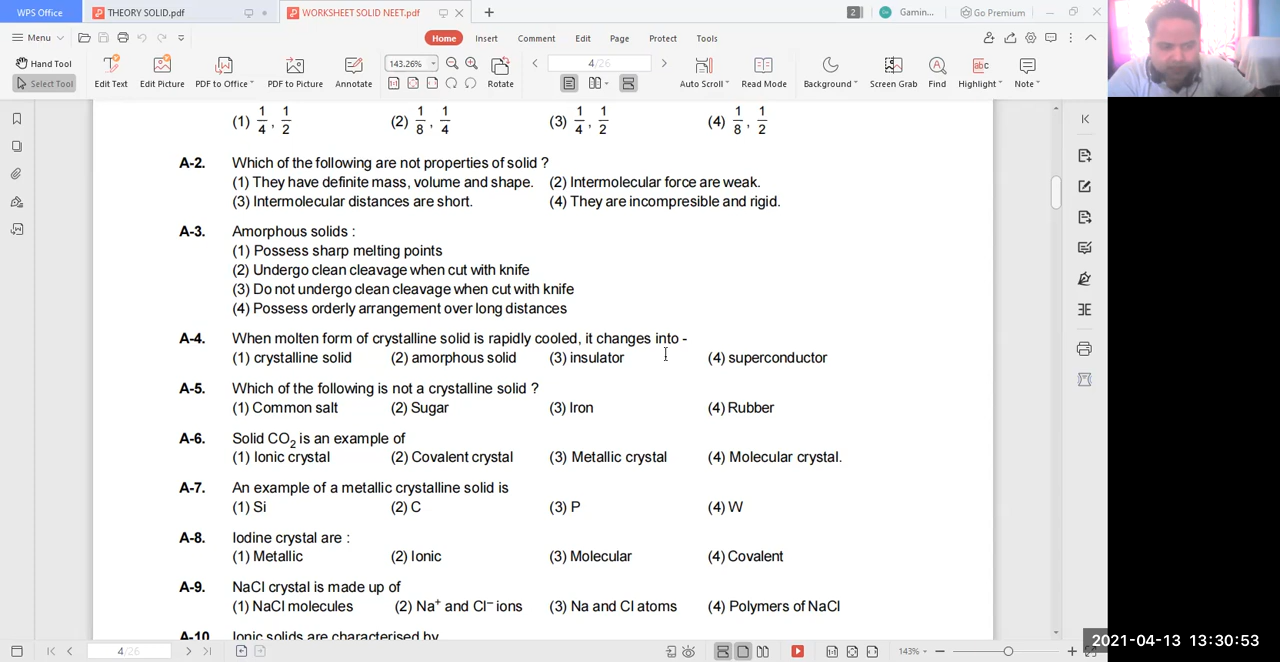 WPS Office THEORY SOLID.pdf WORKSHEET SOLID NEET..pdf 2 Gamin... Go Premium
Menu Home Insert Comment Edit Page Protect Tools
Hand Tool 143.26% 4/26
Select Tool Edit Text Edit Picture PDF to Office PDF to Picture Annotate Rotate Auto Scroll Read Mode Background Screen Grab Find Highlight Note
(1) 1/4, 1/2 (2) 1/8, 1/4 (3) 1/4, 1/2 (4) 1/8, 1/2
A-2. Which of the following are not properties of solid ?
(1) They have definite mass, volume and shape. (2) Intermolecular force are weak.
(3) Intermolecular distances are short. (4) They are incompresible and rigid.
A-3. Amorphous solids :
(1) Possess sharp melting points
(2) Undergo clean cleavage when cut with knife
(3) Do not undergo clean cleavage when cut with knife
(4) Possess orderly arrangement over long distances
A-4. When molten form of crystalline solid is rapidly cooled, it changes into -
(1) crystalline solid (2) amorphous solid (3) insulator (4) superconductor
A-5. Which of the following is not a crystalline solid ?
(1) Common salt (2) Sugar (3) Iron (4) Rubber
A-6. Solid CO₂ is an example of
(1) Ionic crystal (2) Covalent crystal (3) Metallic crystal (4) Molecular crystal.
A-7. An example of a metallic crystalline solid is
(1) Si (2) C (3) P (4) W
A-8. Iodine crystal are :
(1) Metallic (2) Ionic (3) Molecular (4) Covalent
A-9. NaCl crystal is made up of
(1) NaCl molecules (2) Na⁺ and Cl⁻ ions (3) Na and Cl atoms (4) Polymers of NaCl
A-10 Ionic solids are characterised by
2021-04-13 13:30:53
4/26 143%